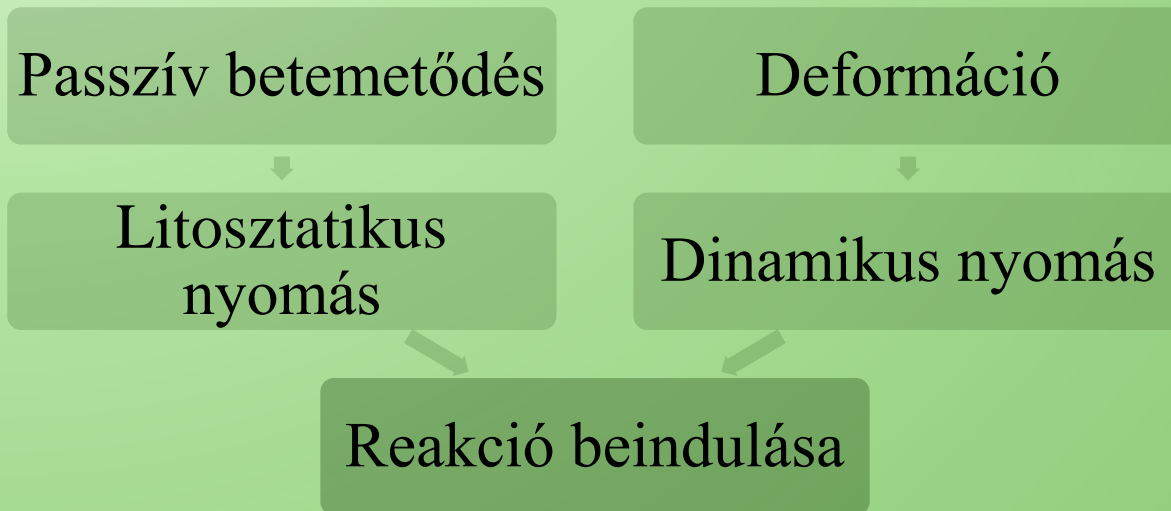 Passzív betemetődés
Deformáció
Litosztatikus
nyomás
Dinamikus nyomás
Reakció beindulása